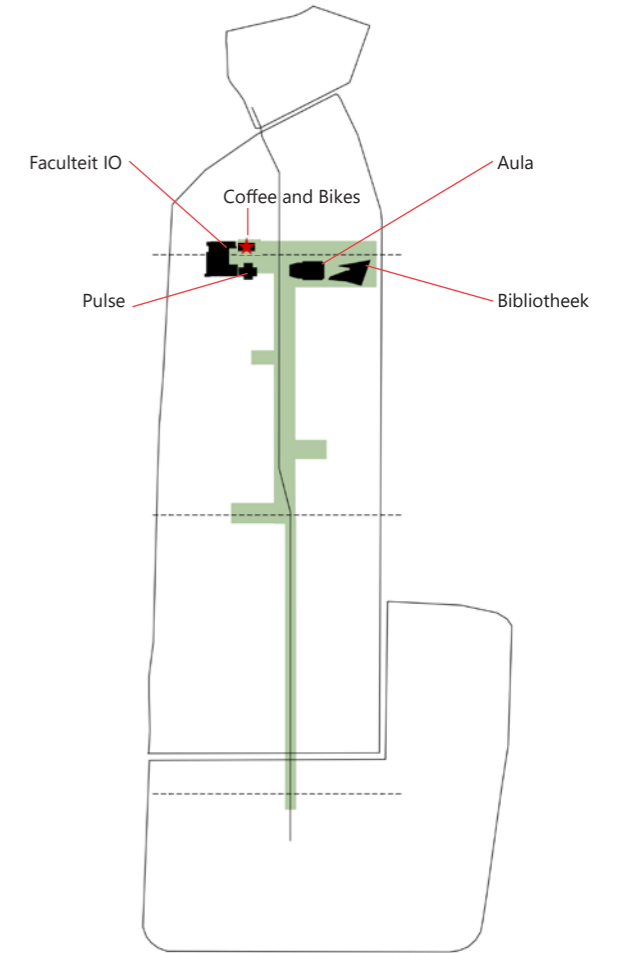 Faculteit IO
Aula
Coffee and Bikes
Pulse
Bibliotheek